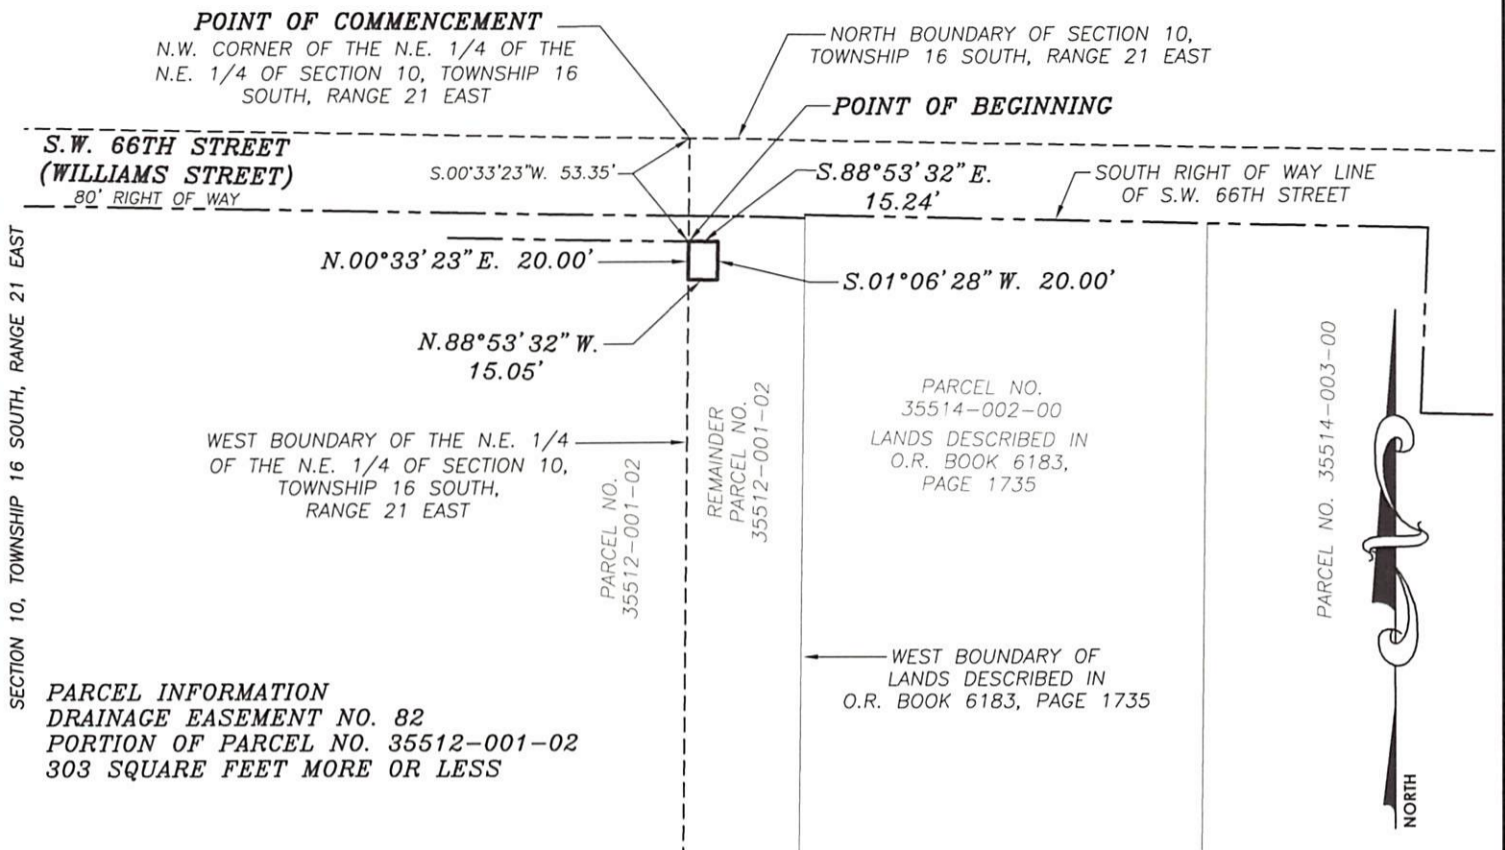 POINT OF COMMENCEMENT
N.W. CORNER OF THE N.E. 1/4 OF THE
N.E. 1/4 OF SECTION 10, TOWNSHIP 16
SOUTH, RANGE 21 EAST
NORTH BOUNDARY OF SECTION 10,
TOWNSHIP 16 SOUTH, RANGE 21 EAST
POINT OF BEGINNING
S.W. 66TH STREET
(WILLIAMS STREET)
80' RIGHT OF WAY
S.00°33'23"W. 53.35'
S.88°53'32"E.
15.24'
SOUTH RIGHT OF WAY LINE
OF S.W. 66TH STREET
N.00°33'23"E. 20.00'
S.01°06'28"W. 20.00'
N.88°53'32"W.
15.05'
SECTION 10, TOWNSHIP 16 SOUTH, RANGE 21 EAST
WEST BOUNDARY OF THE N.E. 1/4
OF THE N.E. 1/4 OF SECTION 10,
TOWNSHIP 16 SOUTH,
RANGE 21 EAST
PARCEL NO.
35512-001-02
REMAINDER
PARCEL NO.
35512-001-02
PARCEL NO.
35514-002-00
LANDS DESCRIBED IN
O.R. BOOK 6183,
PAGE 1735
PARCEL NO. 35514-003-00
WEST BOUNDARY OF
LANDS DESCRIBED IN
O.R. BOOK 6183, PAGE 1735
PARCEL INFORMATION
DRAINAGE EASEMENT NO. 82
PORTION OF PARCEL NO. 35512-001-02
303 SQUARE FEET MORE OR LESS
NORTH